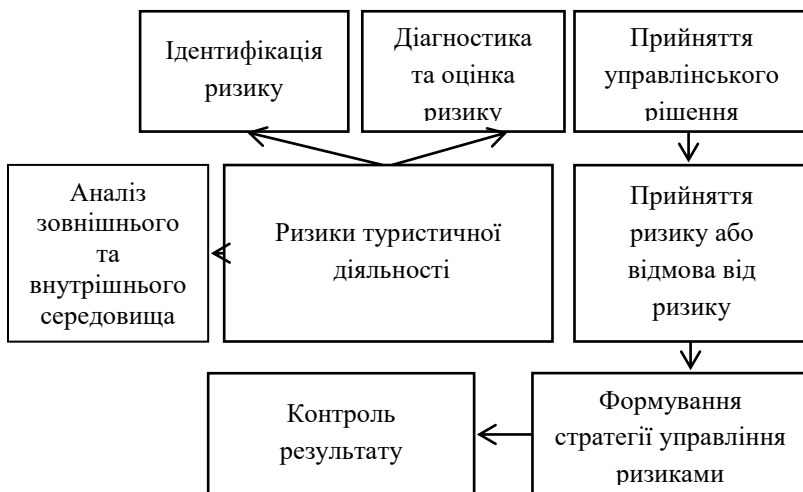 Ідентифікація
ризику
Діагностика
та оцінка
ризику
Прийняття
управлінського
рішення
Аналіз
зовнішнього
та
внутрішнього
середовища
Ризики туристичної
діяльності
Прийняття
ризику або
відмова від
ризику
Контроль
результату
Формування
стратегії управління
ризиками